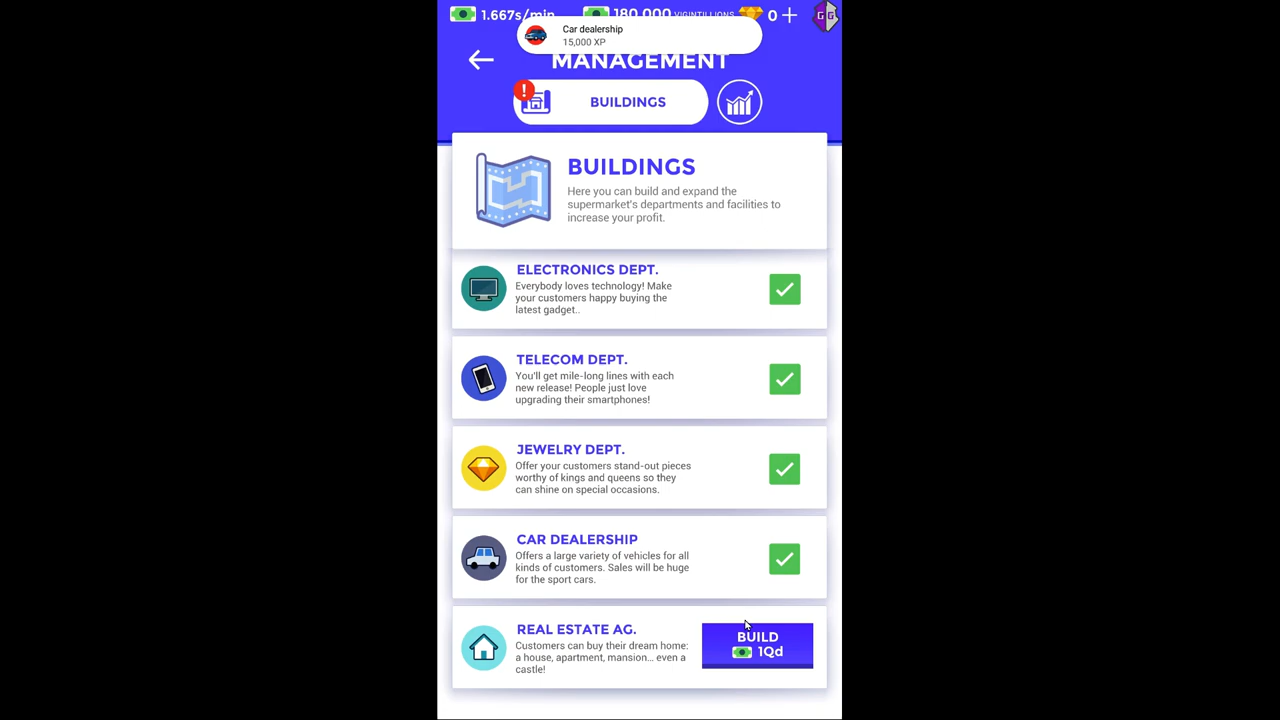 1.667s/min 180,000 VIGINTILLIONS 0
Car dealership
15,000 XP
MANAGEMENT
! BUILDINGS
BUILDINGS
Here you can build and expand the
supermarket's departments and facilities to
increase your profit.
ELECTRONICS DEPT.
Everybody loves technology! Make
your customers happy buying the
latest gadget..
TELECOM DEPT.
You'll get mile-long lines with each
new release! People just love
upgrading their smartphones!
JEWELRY DEPT.
Offer your customers stand-out pieces
worthy of kings and queens so they
can shine on special occasions.
CAR DEALERSHIP
Offers a large variety of vehicles for all
kinds of customers. Sales will be huge
for the sport cars.
REAL ESTATE AG.
Customers can buy their dream home:
a house, apartment, mansion... even a
castle!
BUILD
1Qd